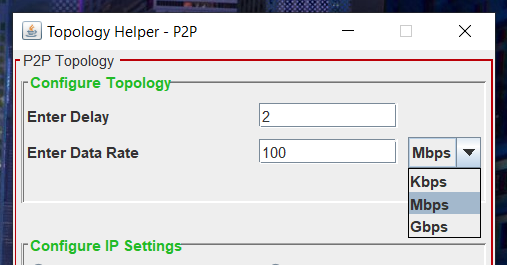 Topology Helper - P2P
P2P Topology
Configure Topology
Enter Delay 2
Enter Data Rate 100 Mbps
Kbps
Mbps
Gbps
Configure IP Settings